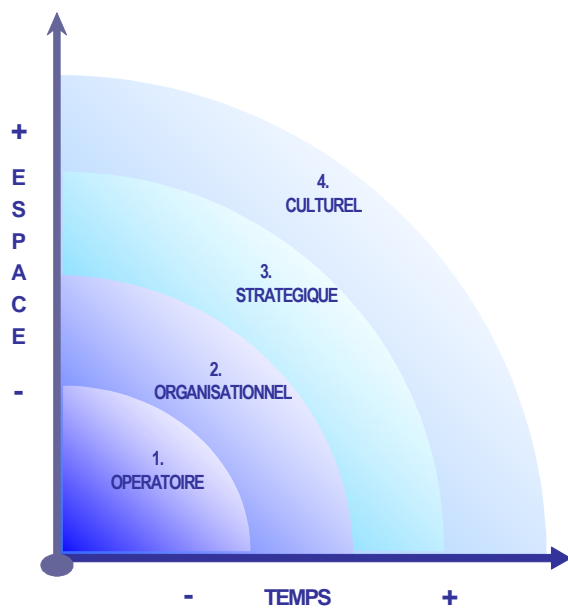 +
E
S
P
A
C
E
-
4.
CULTUREL
3.
STRATEGIQUE
2.
ORGANISATIONNEL
1.
OPERATOIRE
- TEMPS +